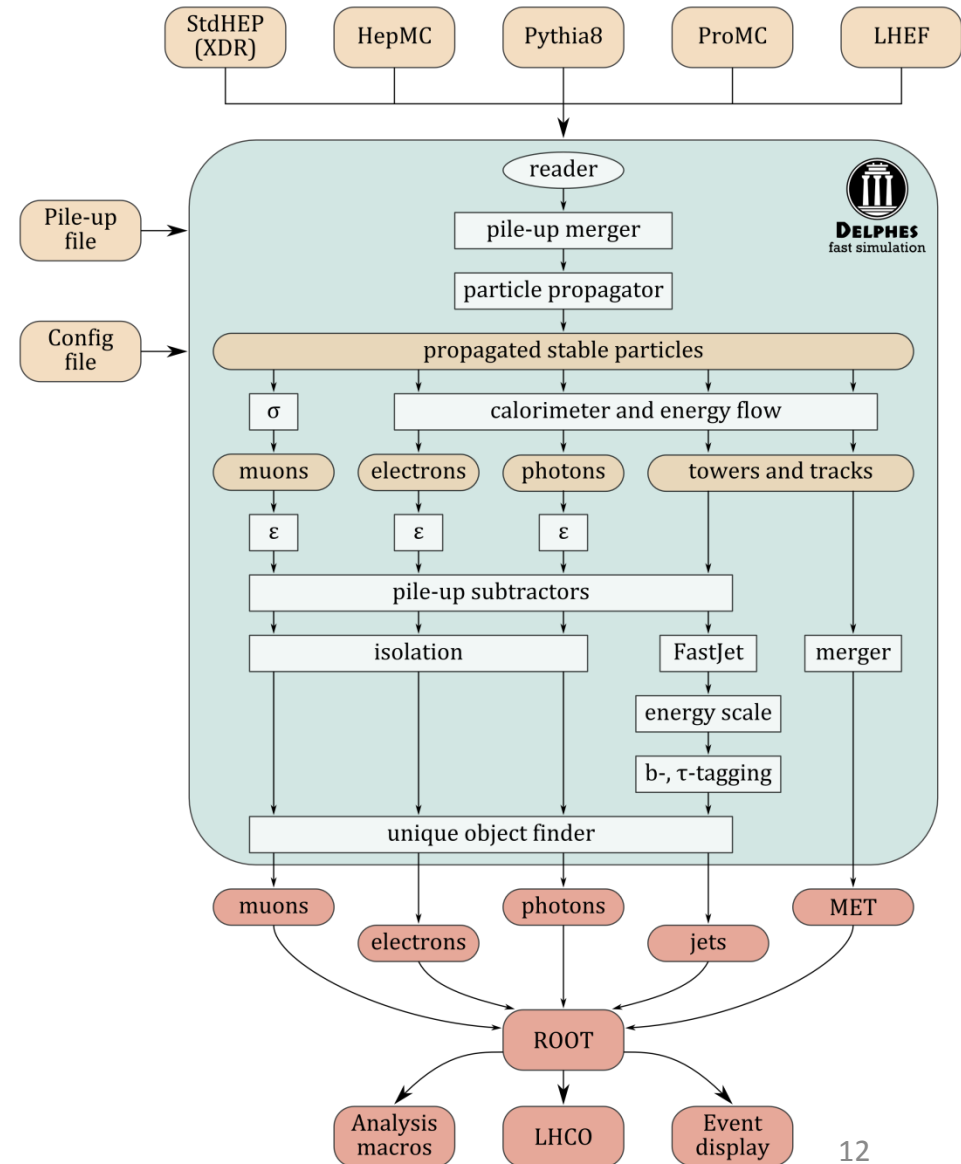 StdHEP
(XDR)
HepMC
Pythia8
ProMC
LHEF
reader
DELPHES
fast simulation
Pile-up
file
pile-up merger
particle propagator
Config
file
propagated stable particles
σ
calorimeter and energy flow
muons
electrons
photons
towers and tracks
ε
ε
ε
pile-up subtractors
isolation
FastJet
merger
energy scale
b-, τ-tagging
unique object finder
muons
photons
MET
electrons
jets
ROOT
Analysis
macros
LHCO
Event
display
12